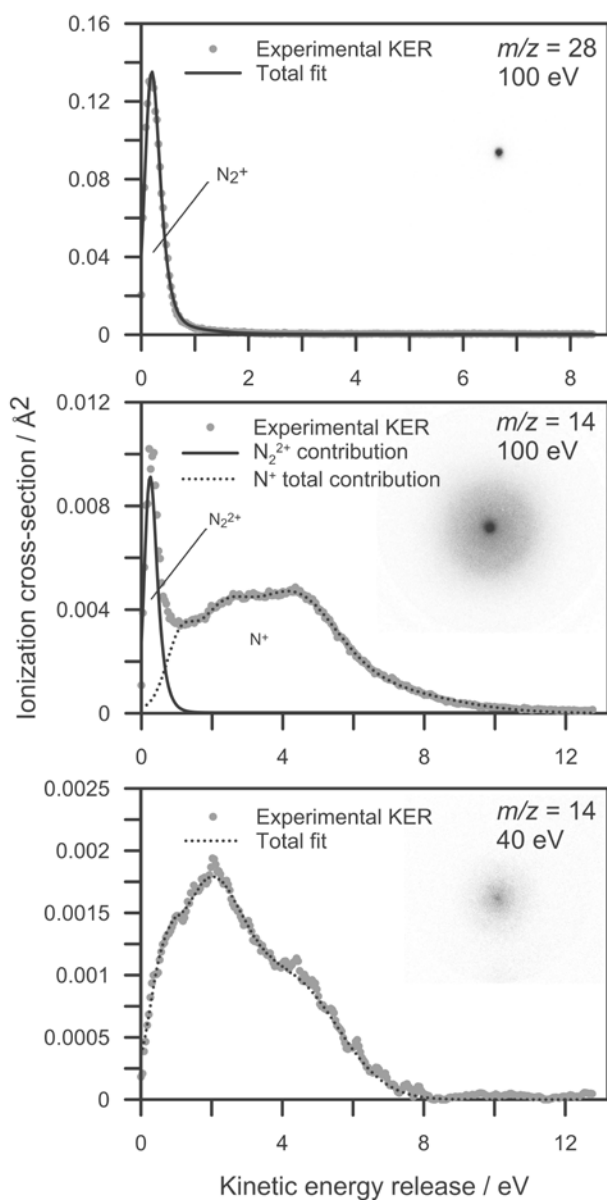 Ionization cross-section / Å2
0.16
0.12
0.08
0.04
0
Experimental KER
Total fit
m/z = 28
100 eV
N₂⁺
0 2 4 6 8
0.012
0.008
0.004
0
Experimental KER
N₂²⁺ contribution
N⁺ total contribution
m/z = 14
100 eV
N₂²⁺
N⁺
0 4 8 12
0.0025
0.002
0.0015
0.001
0.0005
0
Experimental KER
Total fit
m/z = 14
40 eV
0 4 8 12
Kinetic energy release / eV